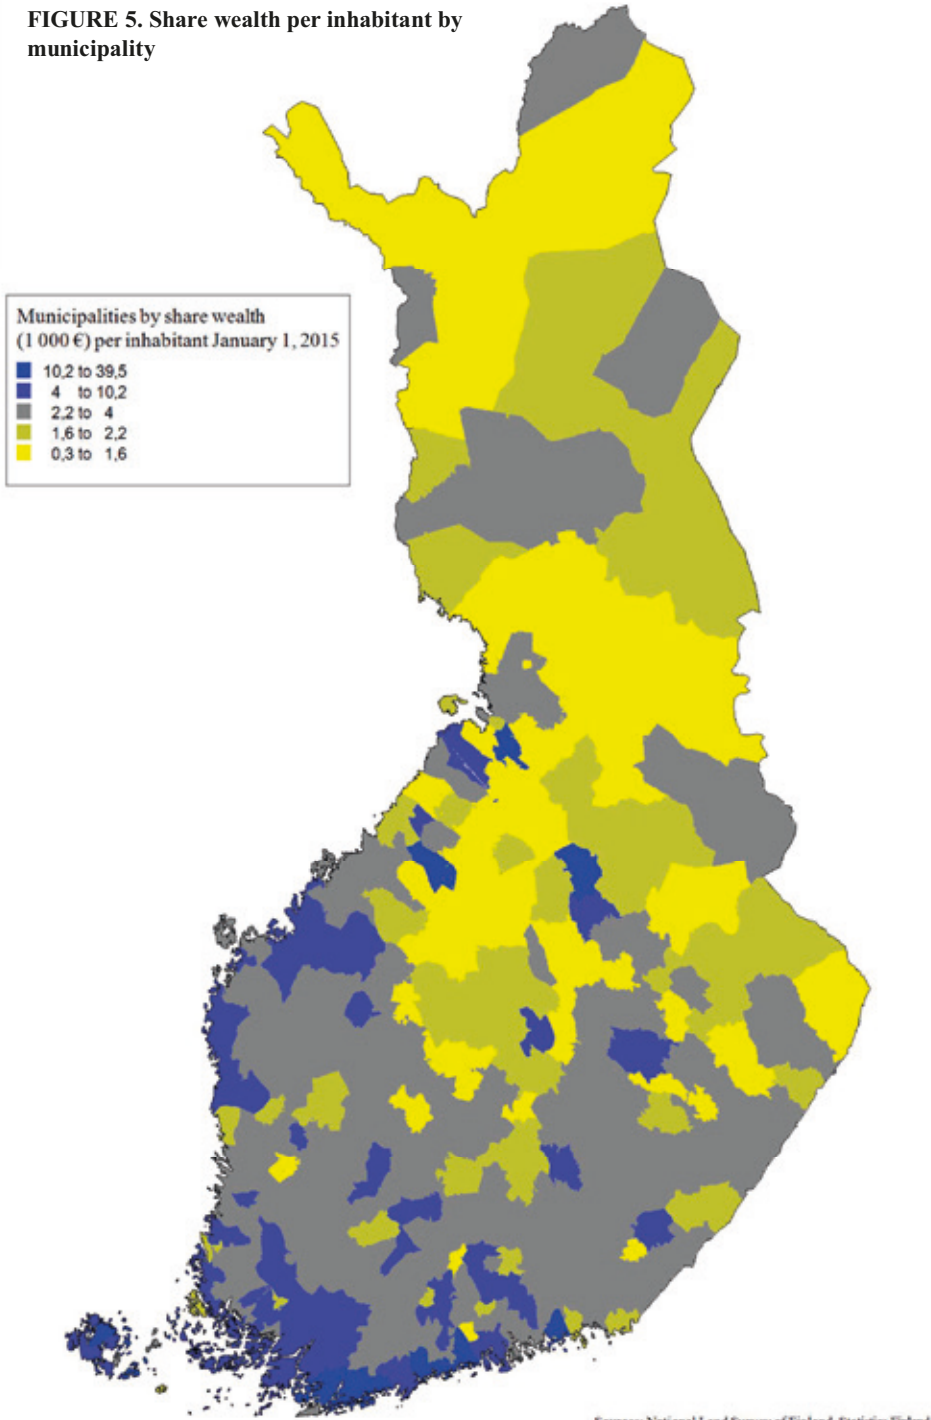 FIGURE 5. Share wealth per inhabitant by
municipality
Municipalities by share wealth
(1 000 €) per inhabitant January 1, 2015
10,2 to 39,5
4 to 10,2
2,2 to 4
1,6 to 2,2
0,3 to 1,6